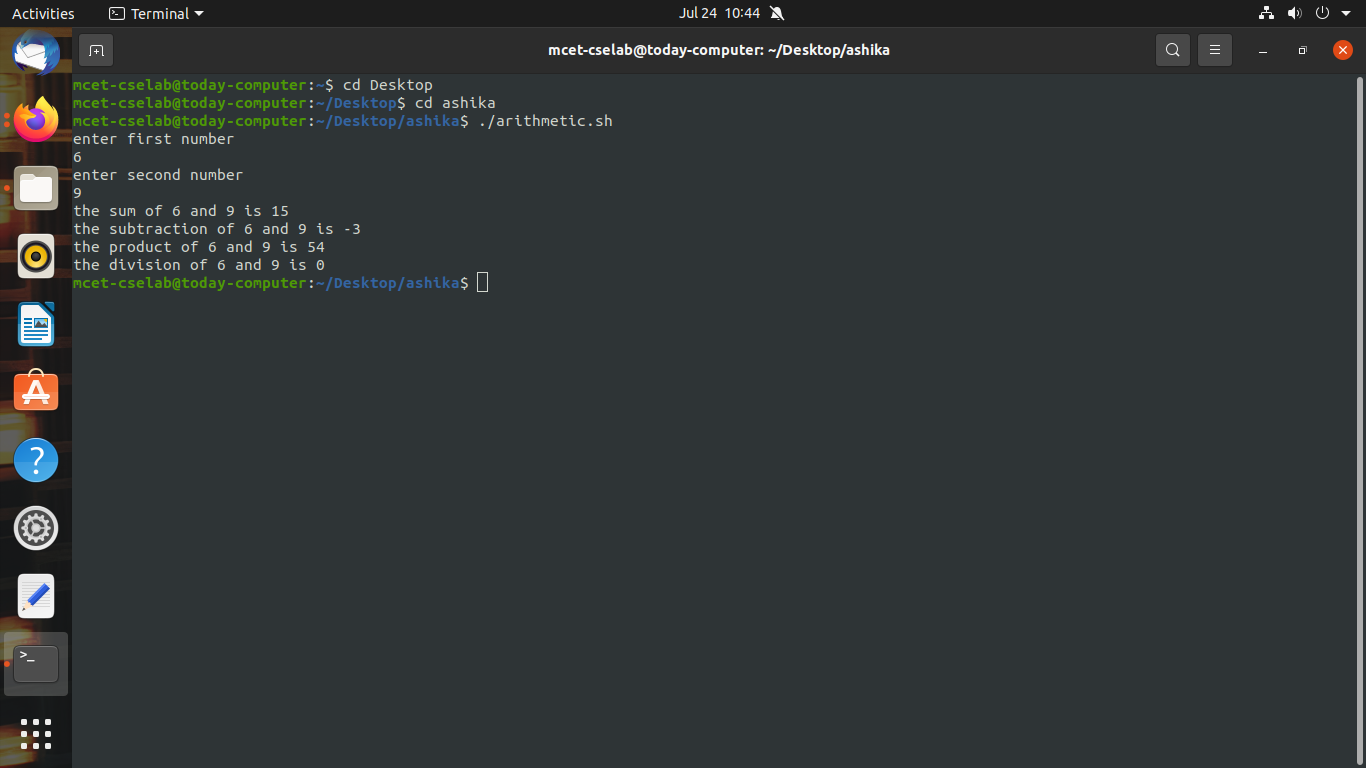 Activities
Terminal
Jul 24 10:44
mcet-cselab@today-computer: ~/Desktop/ashika
mcet-cselab@today-computer:~$ cd Desktop
mcet-cselab@today-computer:~/Desktop$ cd ashika
mcet-cselab@today-computer:~/Desktop/ashika$ ./arithmetic.sh
enter first number
6
enter second number
9
the sum of 6 and 9 is 15
the subtraction of 6 and 9 is -3
the product of 6 and 9 is 54
the division of 6 and 9 is 0
mcet-cselab@today-computer:~/Desktop/ashika$